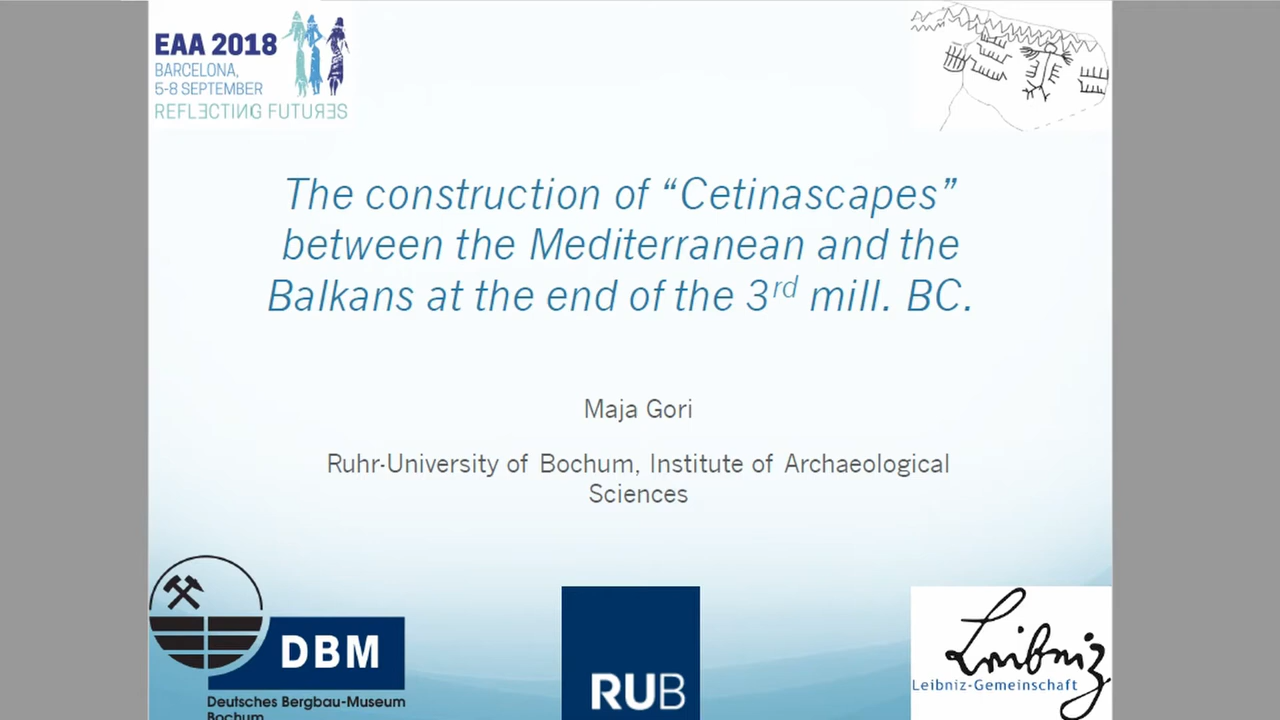 EAA 2018
BARCELONA,
5-8 SEPTEMBER
REFLECTING FUTURES
The construction of “Cetinascapes”
between the Mediterranean and the
Balkans at the end of the 3rd mill. BC.
Maja Gori
Ruhr-University of Bochum, Institute of Archaeological
Sciences
DBM
Deutsches Bergbau-Museum
Bochum
RUB
Leibniz
Leibniz-Gemeinschaft